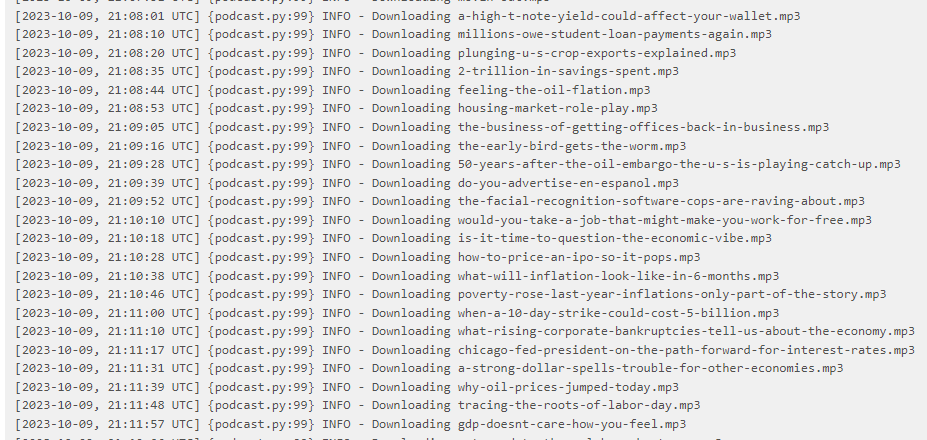 [2023-10-09, 21:08:01 UTC] {podcast.py:99} INFO - Downloading a-high-t-note-yield-could-affect-your-wallet.mp3
[2023-10-09, 21:08:10 UTC] {podcast.py:99} INFO - Downloading millions-owe-student-loan-payments-again.mp3
[2023-10-09, 21:08:20 UTC] {podcast.py:99} INFO - Downloading plunging-u-s-crop-exports-explained.mp3
[2023-10-09, 21:08:35 UTC] {podcast.py:99} INFO - Downloading 2-trillion-in-savings-spent.mp3
[2023-10-09, 21:08:44 UTC] {podcast.py:99} INFO - Downloading feeling-the-oil-flation.mp3
[2023-10-09, 21:08:53 UTC] {podcast.py:99} INFO - Downloading housing-market-role-play.mp3
[2023-10-09, 21:09:05 UTC] {podcast.py:99} INFO - Downloading the-business-of-getting-offices-back-in-business.mp3
[2023-10-09, 21:09:16 UTC] {podcast.py:99} INFO - Downloading the-early-bird-gets-the-worm.mp3
[2023-10-09, 21:09:28 UTC] {podcast.py:99} INFO - Downloading 50-years-after-the-oil-embargo-the-u-s-is-playing-catch-up.mp3
[2023-10-09, 21:09:39 UTC] {podcast.py:99} INFO - Downloading do-you-advertise-en-espanol.mp3
[2023-10-09, 21:09:52 UTC] {podcast.py:99} INFO - Downloading the-facial-recognition-software-cops-are-raving-about.mp3
[2023-10-09, 21:10:10 UTC] {podcast.py:99} INFO - Downloading would-you-take-a-job-that-might-make-you-work-for-free.mp3
[2023-10-09, 21:10:18 UTC] {podcast.py:99} INFO - Downloading is-it-time-to-question-the-economic-vibe.mp3
[2023-10-09, 21:10:28 UTC] {podcast.py:99} INFO - Downloading how-to-price-an-ipo-so-it-pops.mp3
[2023-10-09, 21:10:38 UTC] {podcast.py:99} INFO - Downloading what-will-inflation-look-like-in-6-months.mp3
[2023-10-09, 21:10:46 UTC] {podcast.py:99} INFO - Downloading poverty-rose-last-year-inflations-only-part-of-the-story.mp3
[2023-10-09, 21:11:00 UTC] {podcast.py:99} INFO - Downloading when-a-10-day-strike-could-cost-5-billion.mp3
[2023-10-09, 21:11:10 UTC] {podcast.py:99} INFO - Downloading what-rising-corporate-bankruptcies-tell-us-about-the-economy.mp3
[2023-10-09, 21:11:17 UTC] {podcast.py:99} INFO - Downloading chicago-fed-president-on-the-path-forward-for-interest-rates.mp3
[2023-10-09, 21:11:31 UTC] {podcast.py:99} INFO - Downloading a-strong-dollar-spells-trouble-for-other-economies.mp3
[2023-10-09, 21:11:39 UTC] {podcast.py:99} INFO - Downloading why-oil-prices-jumped-today.mp3
[2023-10-09, 21:11:48 UTC] {podcast.py:99} INFO - Downloading tracing-the-roots-of-labor-day.mp3
[2023-10-09, 21:11:57 UTC] {podcast.py:99} INFO - Downloading gdp-doesnt-care-how-you-feel.mp3